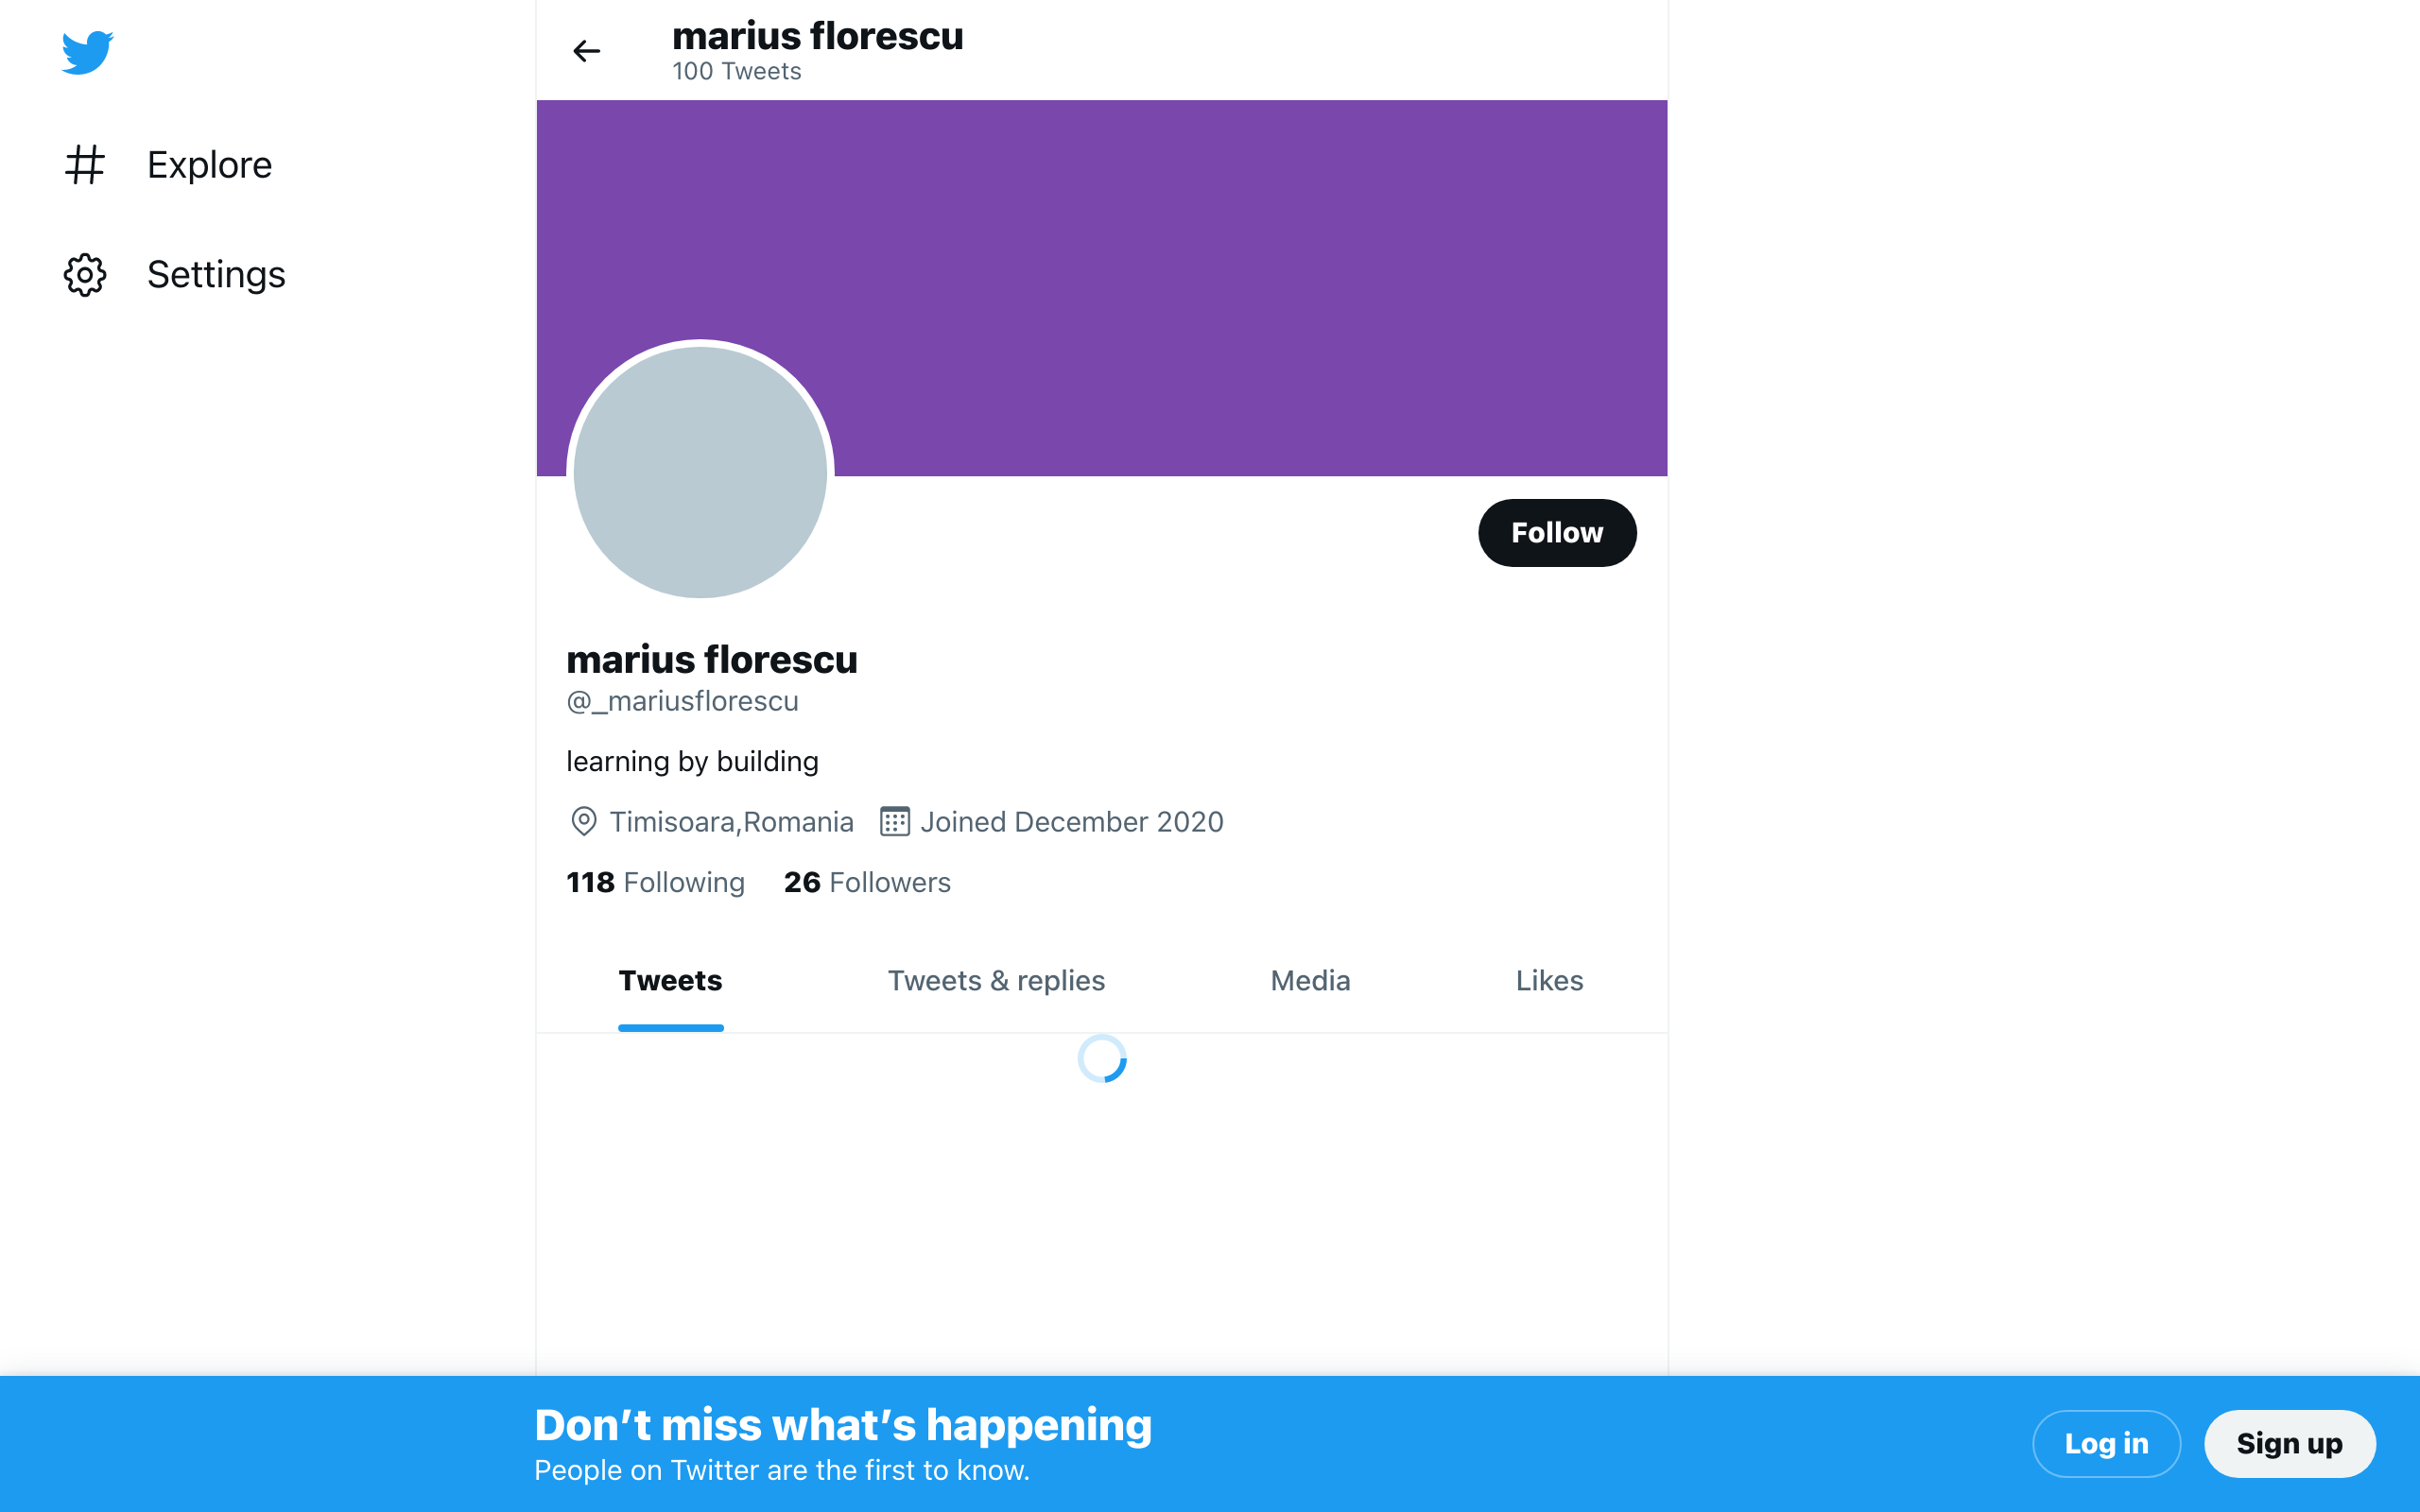 marius florescu
100 Tweets
Explore
Settings
Follow
marius florescu
@_mariusflorescu
learning by building
Timisoara,Romania Joined December 2020
118 Following 26 Followers
Tweets Tweets & replies Media Likes
Don’t miss what’s happening
People on Twitter are the first to know.
Log in Sign up